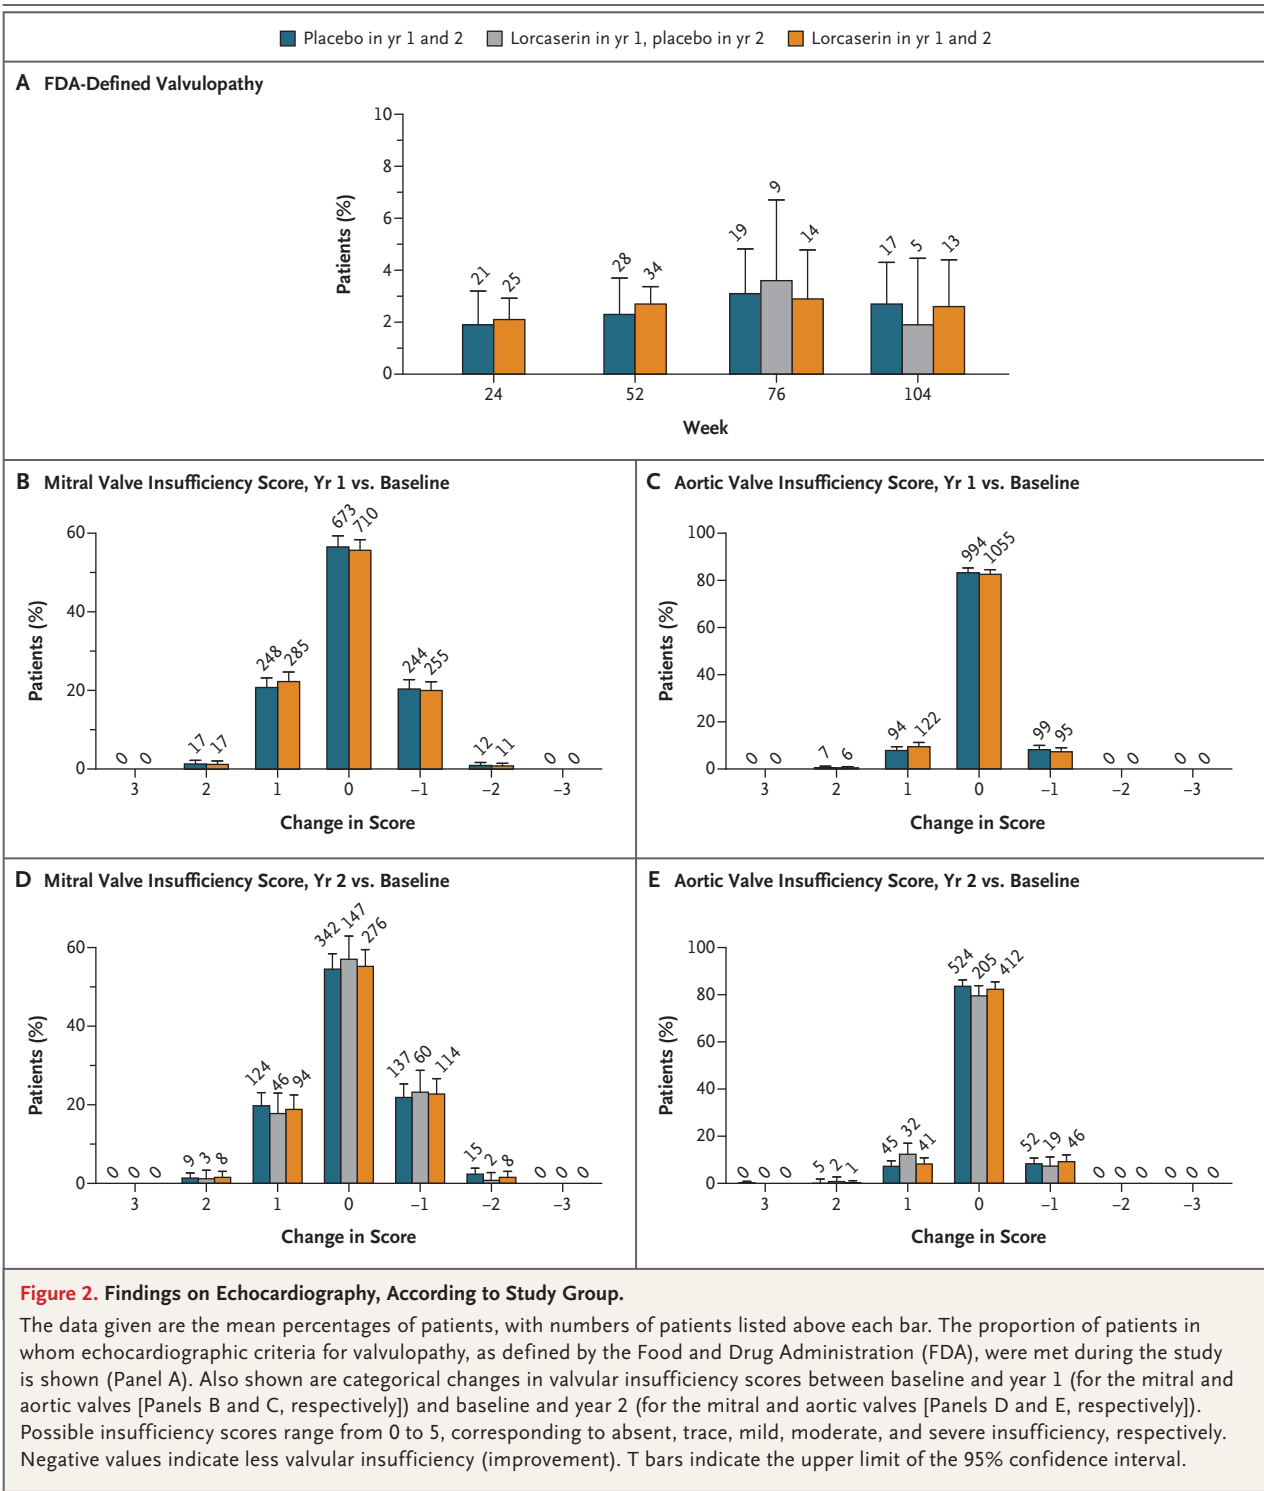 Placebo in yr 1 and 2 Lorcaserin in yr 1, placebo in yr 2 Lorcaserin in yr 1 and 2
A FDA-Defined Valvulopathy
10
8
6
4
2
0
Patients (%)
21 25 28 34 19 9 14 17 5 13
24 52 76 104
Week
B Mitral Valve Insufficiency Score, Yr 1 vs. Baseline
60
40
20
0
Patients (%)
0 0 17 17 248 285 673 710 244 255 12 11 0 0
3 2 1 0 –1 –2 –3
Change in Score
C Aortic Valve Insufficiency Score, Yr 1 vs. Baseline
100
80
60
40
20
0
Patients (%)
0 0 7 6 94 122 994 1055 99 95 0 0 0 0
3 2 1 0 –1 –2 –3
Change in Score
D Mitral Valve Insufficiency Score, Yr 2 vs. Baseline
60
40
20
0
Patients (%)
0 0 0 9 3 8 124 46 94 342 147 276 137 60 114 15 2 8 0 0 0
3 2 1 0 –1 –2 –3
Change in Score
E Aortic Valve Insufficiency Score, Yr 2 vs. Baseline
100
80
60
40
20
0
Patients (%)
0 0 0 5 2 1 45 32 41 524 205 412 52 19 46 0 0 0 0 0 0
3 2 1 0 –1 –2 –3
Change in Score
Figure 2. Findings on Echocardiography, According to Study Group.
The data given are the mean percentages of patients, with numbers of patients listed above each bar. The proportion of patients in
whom echocardiographic criteria for valvulopathy, as defined by the Food and Drug Administration (FDA), were met during the study
is shown (Panel A). Also shown are categorical changes in valvular insufficiency scores between baseline and year 1 (for the mitral and
aortic valves [Panels B and C, respectively]) and baseline and year 2 (for the mitral and aortic valves [Panels D and E, respectively]).
Possible insufficiency scores range from 0 to 5, corresponding to absent, trace, mild, moderate, and severe insufficiency, respectively.
Negative values indicate less valvular insufficiency (improvement). T bars indicate the upper limit of the 95% confidence interval.